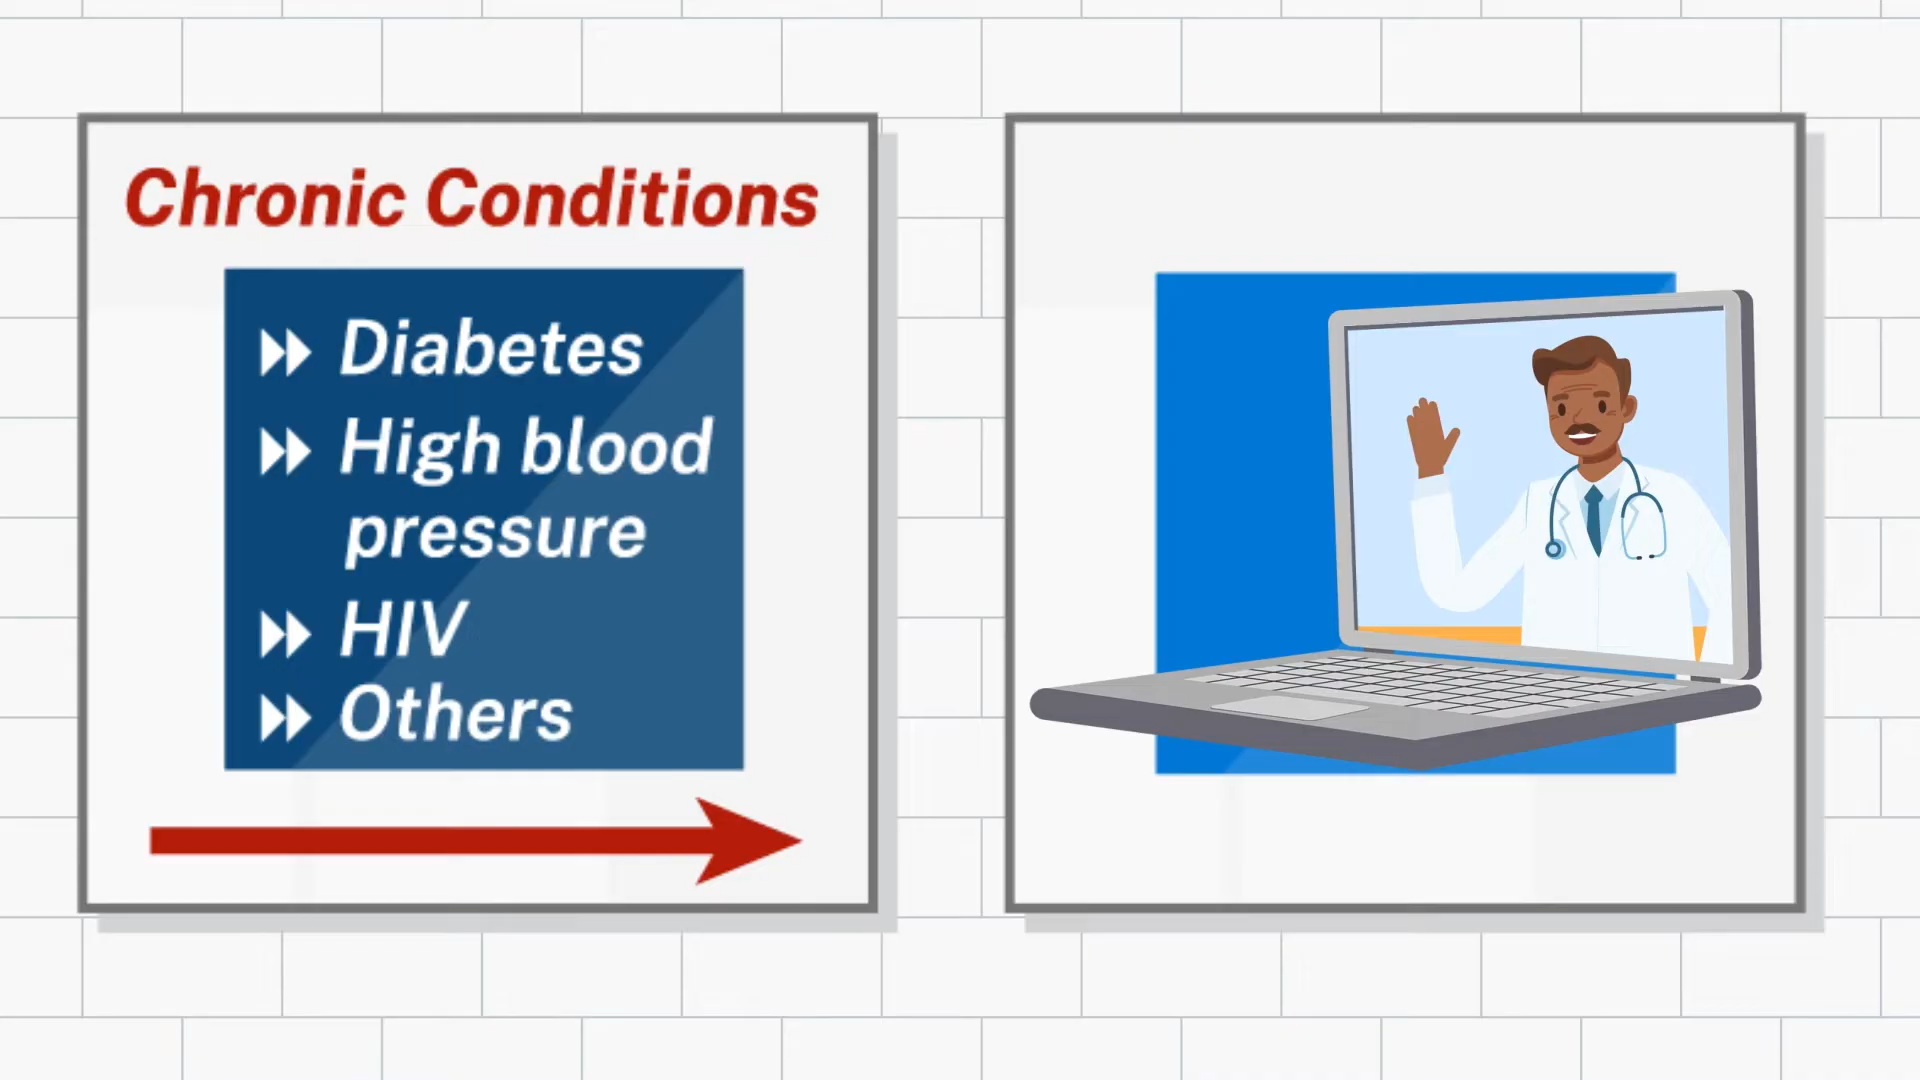 Chronic Conditions
Diabetes
High blood
pressure
HIV
Others